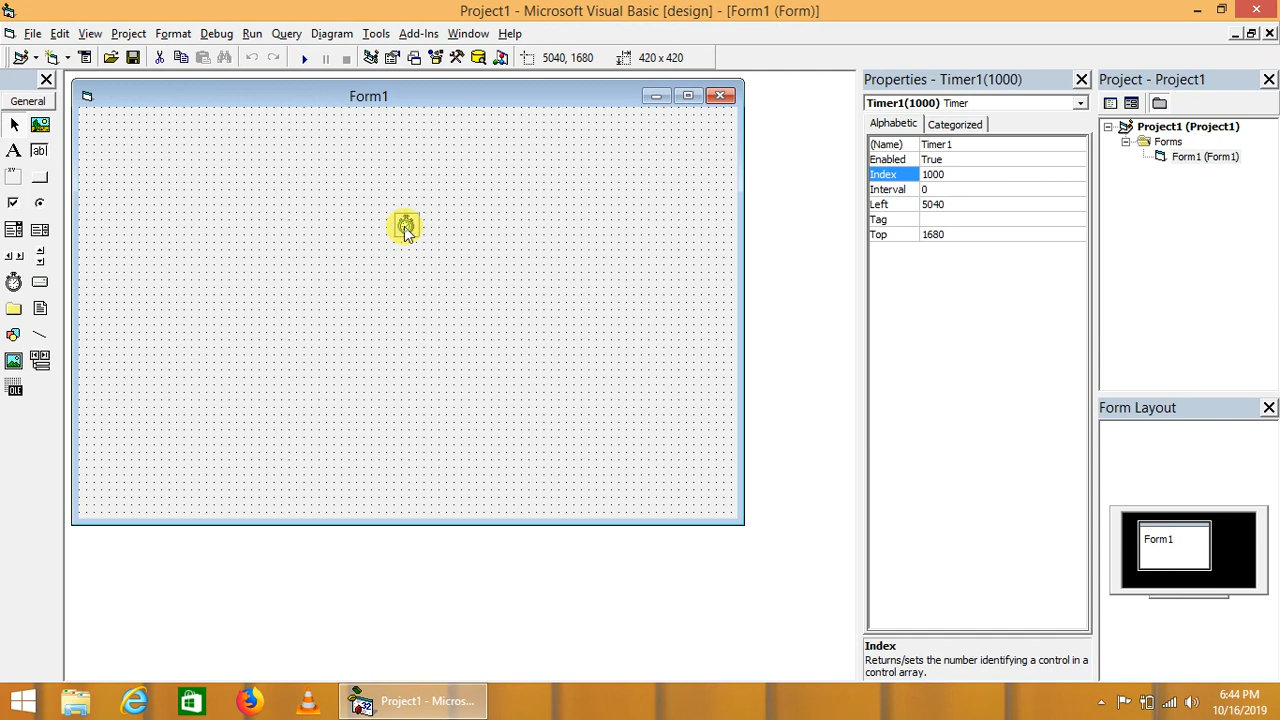 Project1 - Microsoft Visual Basic [design] - [Form1 (Form)]
File Edit View Project Format Debug Run Query Diagram Tools Add-Ins Window Help
5040, 1680 420 x 420
General
Form1
Properties - Timer1(1000)
Timer1(1000) Timer
Alphabetic Categorized
(Name) Timer1
Enabled True
Index 1000
Interval 0
Left 5040
Tag
Top 1680
Index
Returns/sets the number identifying a control in a
control array.
Project - Project1
Project1 (Project1)
Forms
Form1 (Form1)
Form Layout
Form1
Project1 - Micros...
6:44 PM
10/16/2019